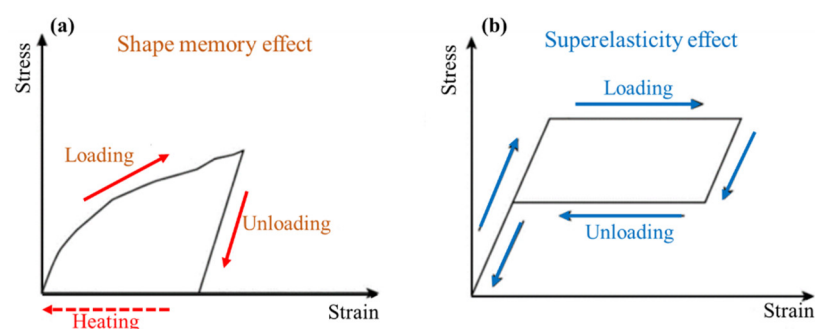 (a)
Shape memory effect
Stress
Loading
Unloading
Strain
Heating
(b)
Superelasticity effect
Stress
Loading
Unloading
Strain